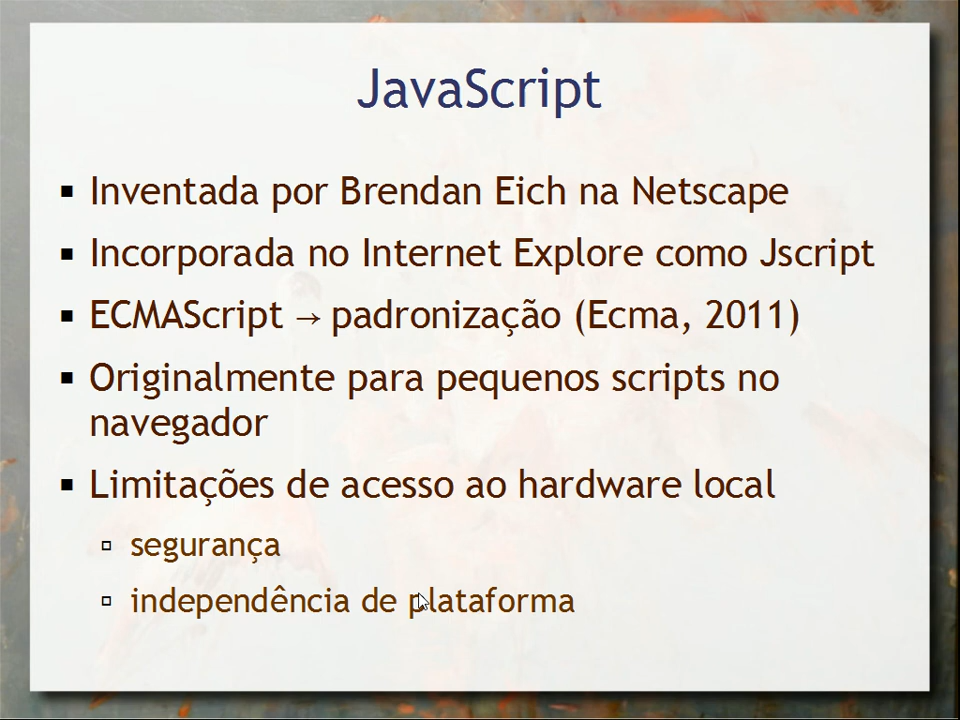 JavaScript
Inventada por Brendan Eich na Netscape
Incorporada no Internet Explore como Jscript
ECMAScript → padronização (Ecma, 2011)
Originalmente para pequenos scripts no
navegador
Limitações de acesso ao hardware local
segurança
independência de plataforma